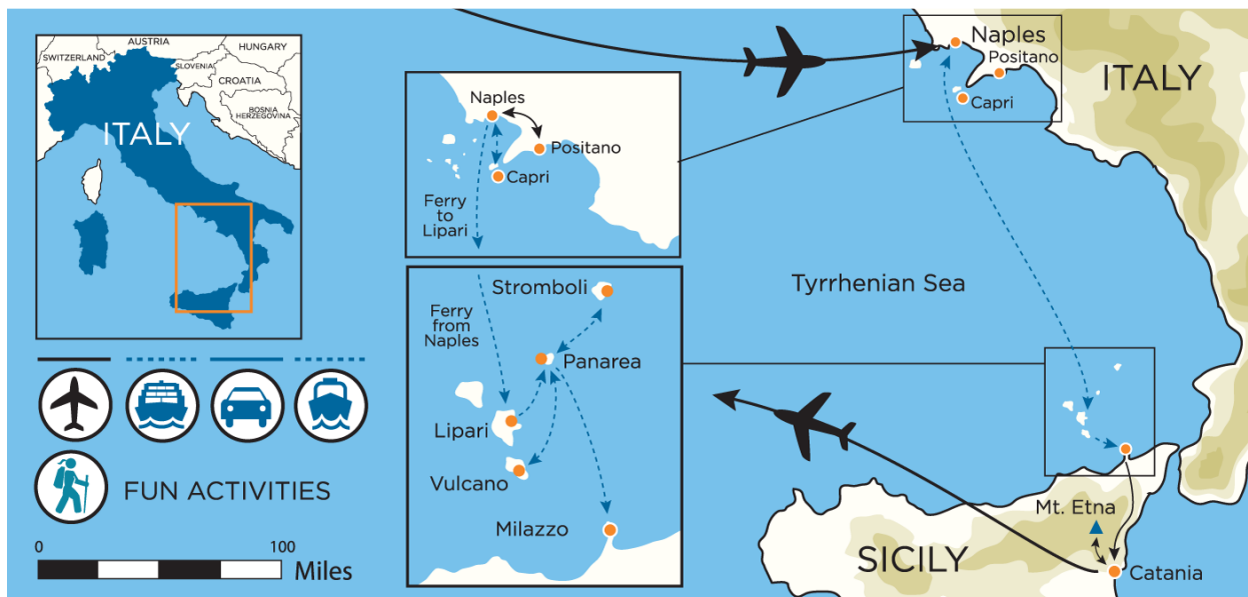 AUSTRIA
SWITZERLAND
HUNGARY
SLOVENIA
CROATIA
BOSNIA
HERZEGOVINA
ITALY
FUN ACTIVITIES
0
100
Miles
Naples
Positano
Capri
Ferry
to
Lipari
Stromboli
Ferry
from
Naples
Panarea
Lipari
Vulcano
Milazzo
Naples
Positano
Capri
ITALY
Tyrrhenian Sea
Mt. Etna
SICILY
Catania